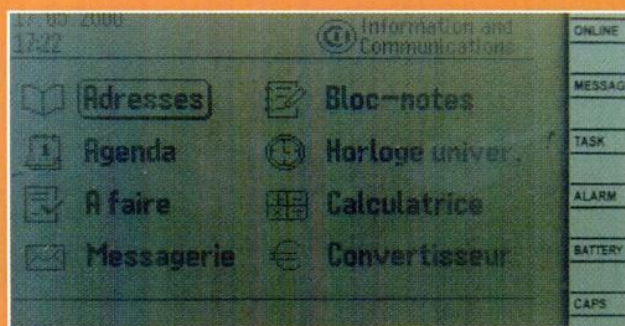 17 05 2000
17:22
Information and
Communications
Adresses
Agenda
A faire
Messagerie
Bloc-notes
Horloge univer.
Calculatrice
Convertisseur
ONLINE
MESSAG
TASK
ALARM
BATTERY
CAPS